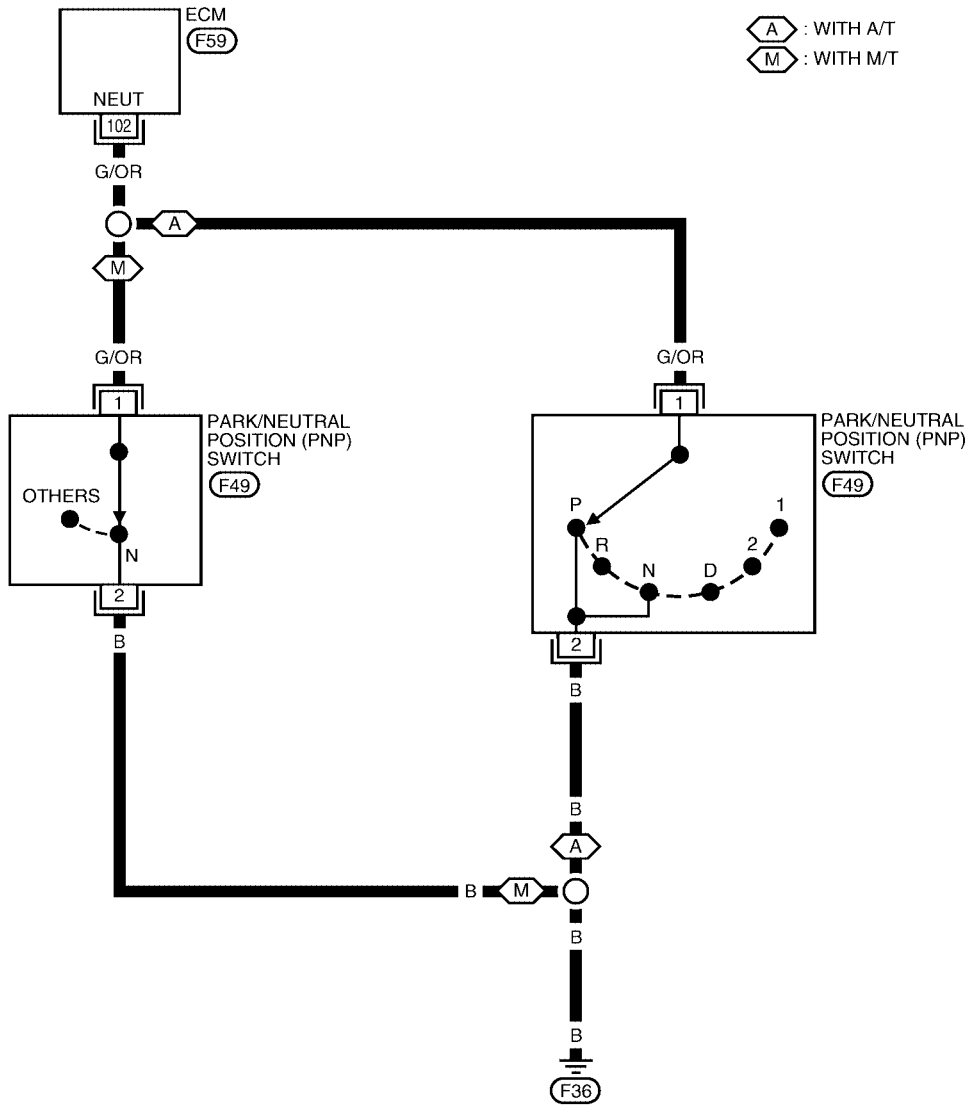 ECM
F59
NEUT
102
G/OR
A : WITH A/T
M : WITH M/T
A
M
G/OR
G/OR
1
PARK/NEUTRAL
POSITION (PNP)
SWITCH
F49
OTHERS
N
2
B
1
PARK/NEUTRAL
POSITION (PNP)
SWITCH
F49
P
R
N
D
2
1
2
B
B
A
B
M
B
B
F36